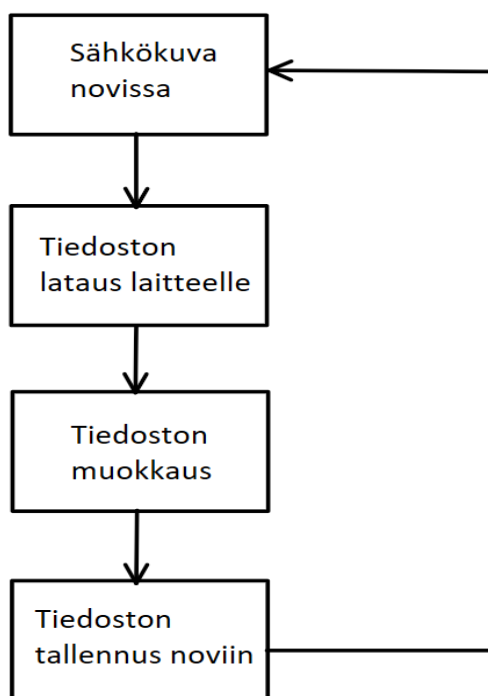 Sähkökuva
novissa
Tiedoston
lataus laitteelle
Tiedoston
muokkaus
Tiedoston
tallennus noviin